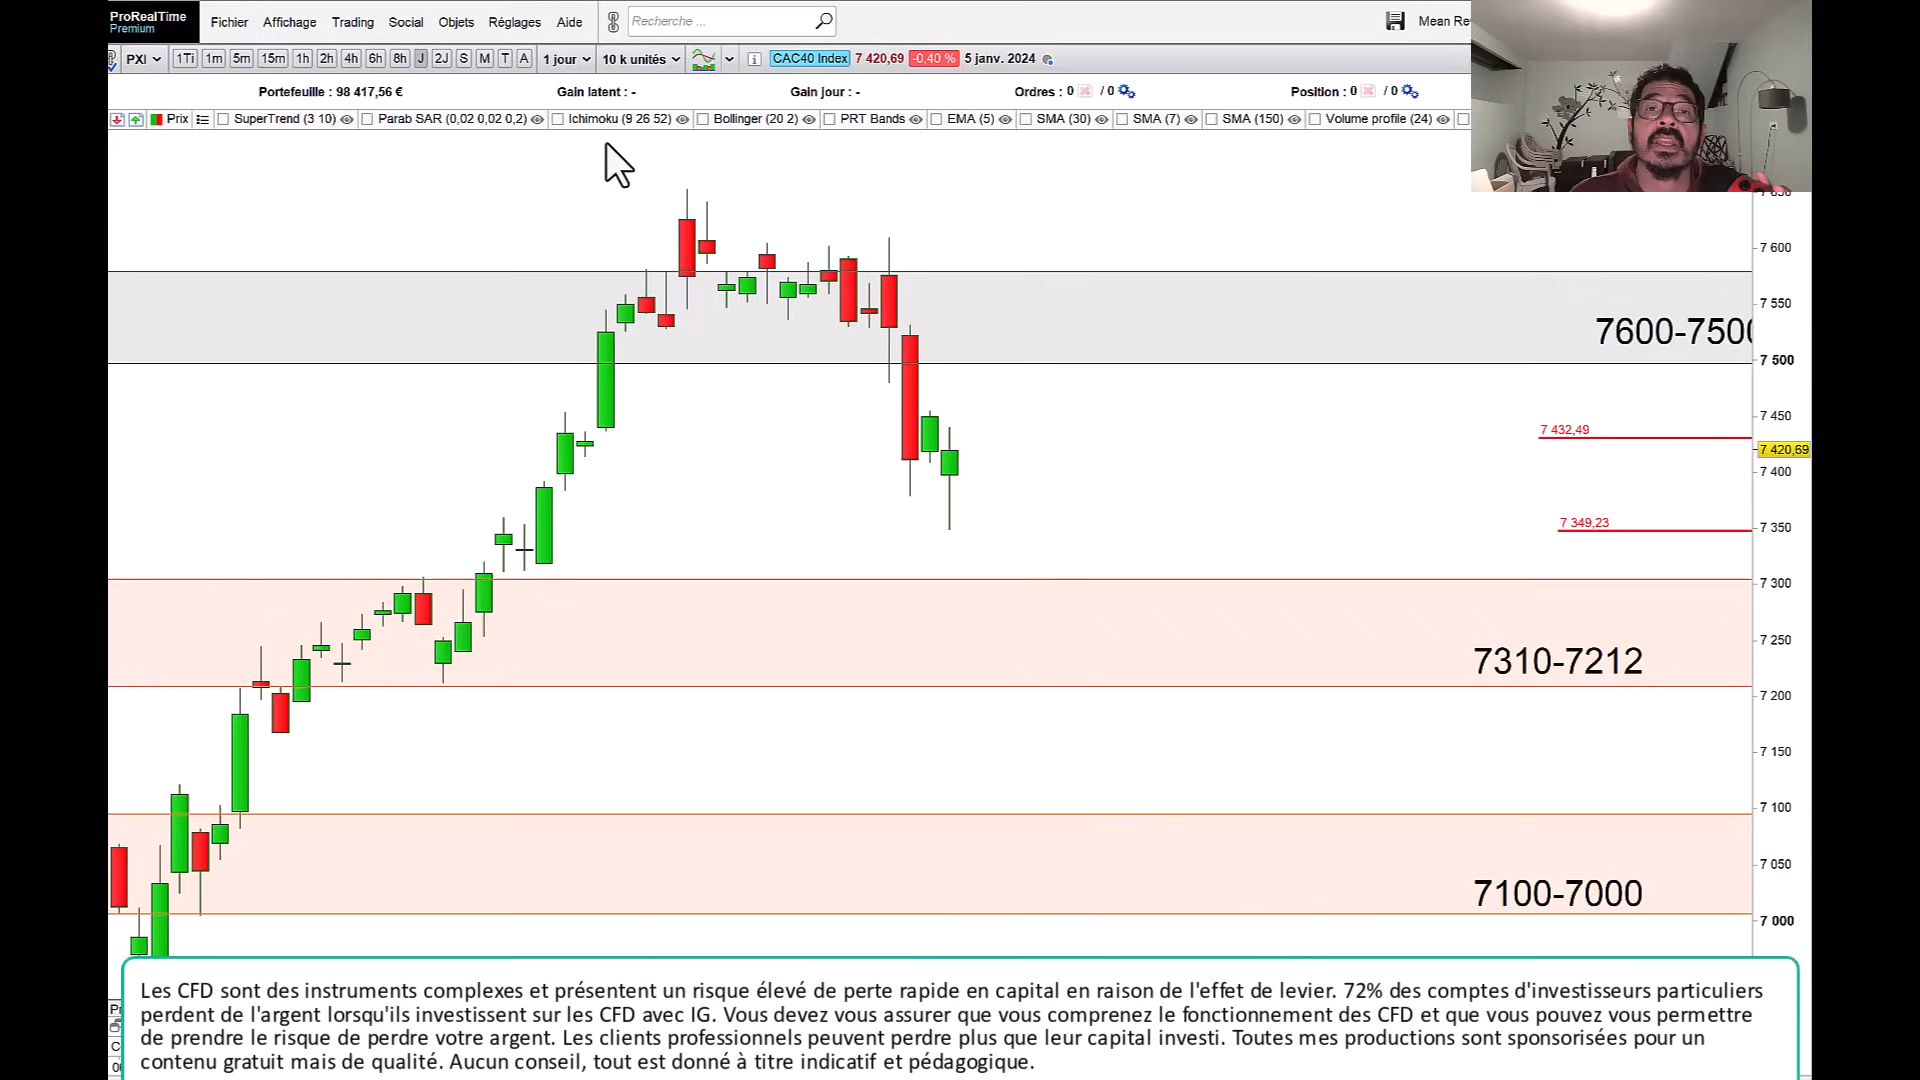 ProRealTime
Premium
Fichier Affichage Trading Social Objets Réglages Aide Recherche ... Mean Re
PXI 1Ti 1m 5m 15m 1h 2h 4h 6h 8h J 2J S M T A 1 jour 10 k unités CAC40 Index 7 420,69 -0,40 % 5 janv. 2024
Portefeuille : 98 417,56 € Gain latent : - Gain jour : - Ordres : 0 / 0 Position : 0 / 0
Prix SuperTrend (3 10) Parab SAR (0,02 0,02 0,2) Ichimoku (9 26 52) Bollinger (20 2) PRT Bands EMA (5) SMA (30) SMA (7) SMA (150) Volume profile (24)
7 600
7 550
7600-7500
7 500
7 450
7 432,49
7 420,69
7 400
7 349,23
7 350
7 300
7 250
7310-7212
7 200
7 150
7 100
7 050
7100-7000
7 000
Les CFD sont des instruments complexes et présentent un risque élevé de perte rapide en capital en raison de l'effet de levier. 72% des comptes d'investisseurs particuliers
perdent de l'argent lorsqu'ils investissent sur les CFD avec IG. Vous devez vous assurer que vous comprenez le fonctionnement des CFD et que vous pouvez vous permettre
de prendre le risque de perdre votre argent. Les clients professionnels peuvent perdre plus que leur capital investi. Toutes mes productions sont sponsorisées pour un
contenu gratuit mais de qualité. Aucun conseil, tout est donné à titre indicatif et pédagogique.